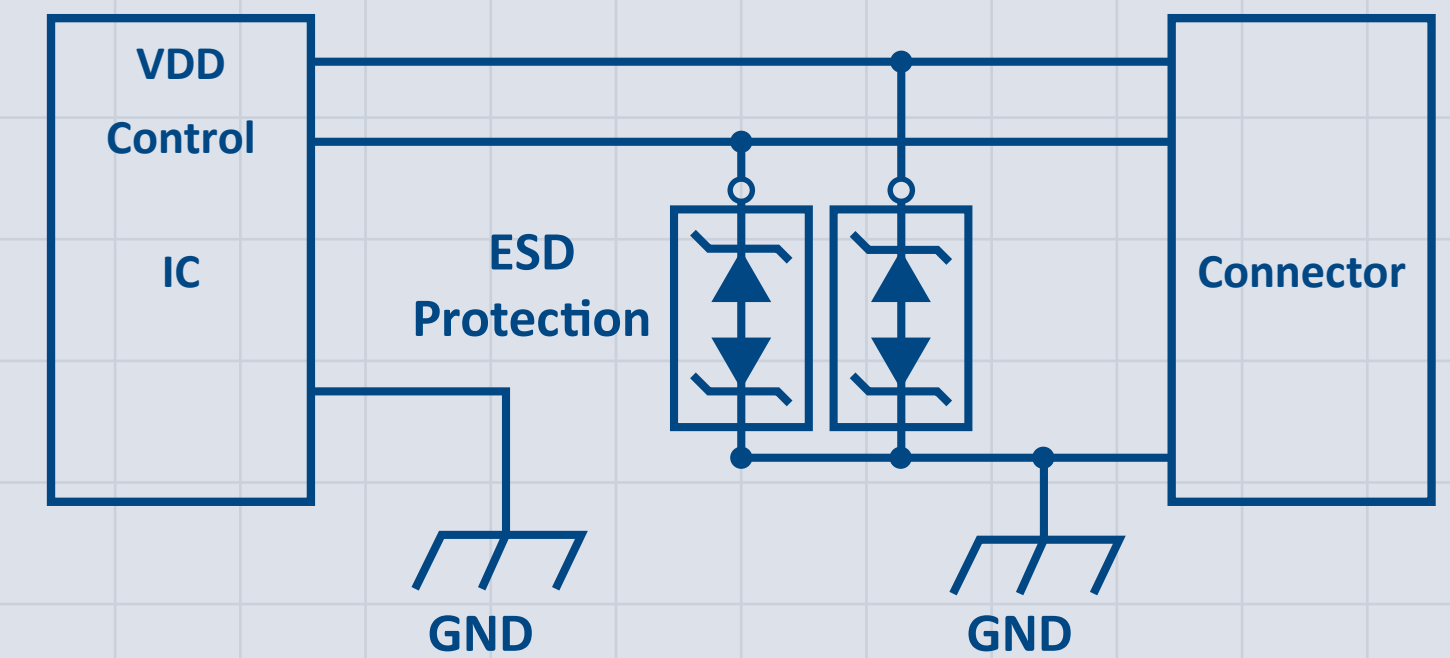 VDD
Control
IC
ESD
Protection
Connector
GND
GND